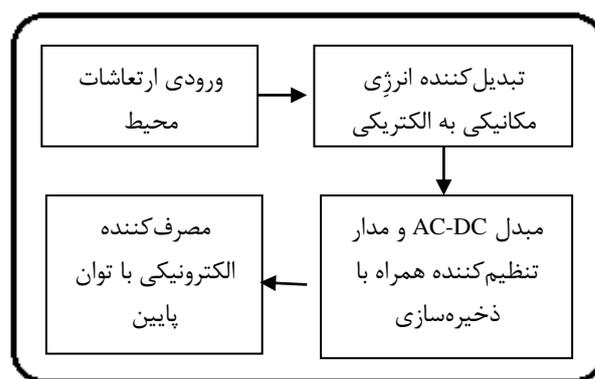 ورودی ارتعاشات
محیط
تبدیل‌کننده انرژِی
مکانیکی به الکتریکی
مبدل AC-DC و مدار
تنظیم‌کننده همراه با
ذخیره‌سازی
مصرف‌کننده
الکترونیکی با توان
پایین